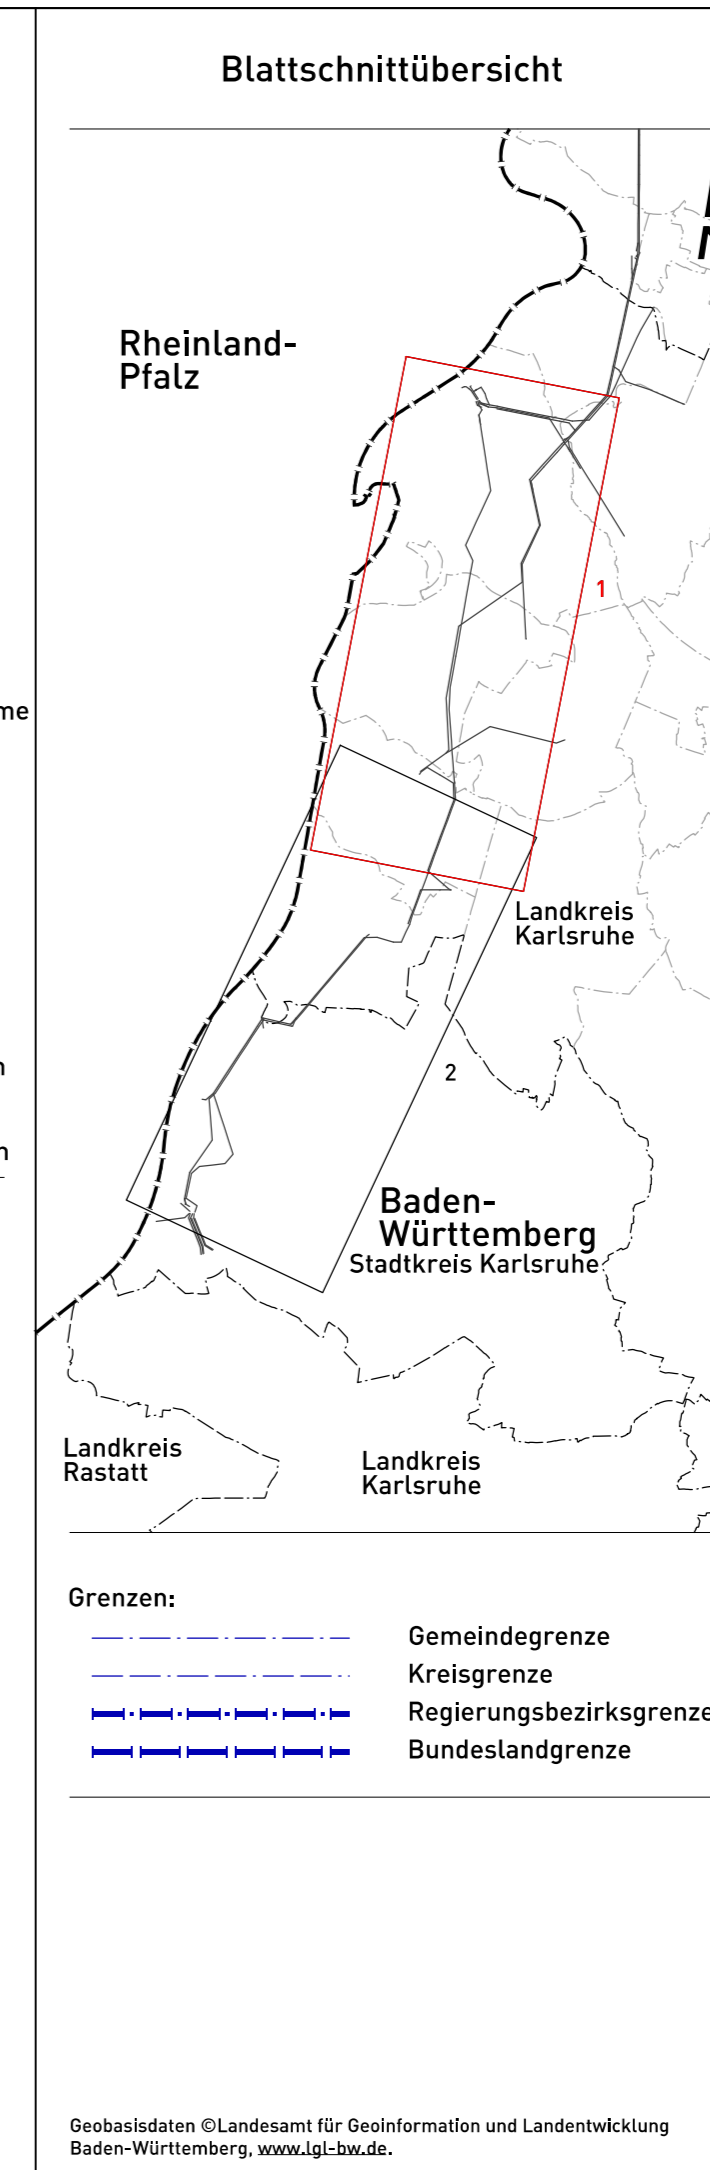 Blattschnittübersicht
Rheinland-
Pfalz
1
me
Landkreis
Karlsruhe
2
Baden-
Württemberg
Stadtkreis Karlsruhe
Landkreis
Rastatt
Landkreis
Karlsruhe
Grenzen:
Gemeindegrenze
Kreisgrenze
Regierungsbezirksgrenze
Bundeslandgrenze
Geobasisdaten ©Landesamt für Geoinformation und Landentwicklung
Baden-Württemberg, www.lgl-bw.de.